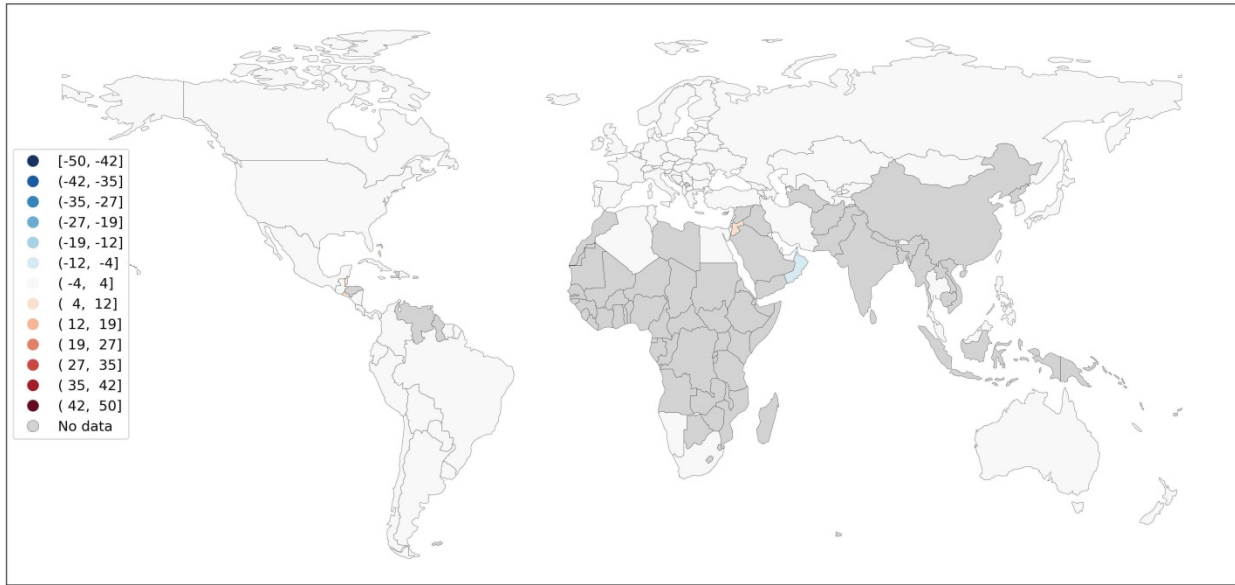 [-50, -42]
(-42, -35]
(-35, -27]
(-27, -19]
(-19, -12]
(-12, -4]
( -4, 4]
( 4, 12]
( 12, 19]
( 19, 27]
( 27, 35]
( 35, 42]
( 42, 50]
No data